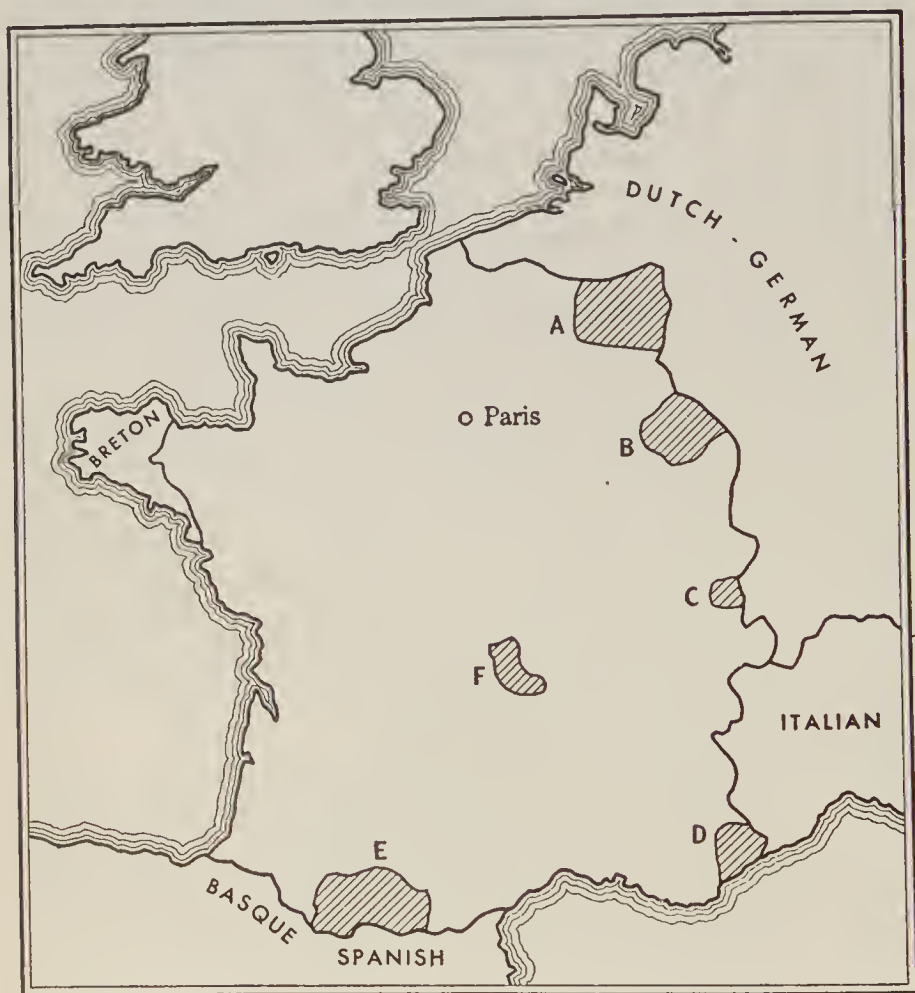 DUTCH - GERMAN
A
Paris
BRETON
B
C
F
ITALIAN
D
E
BASQUE
SPANISH